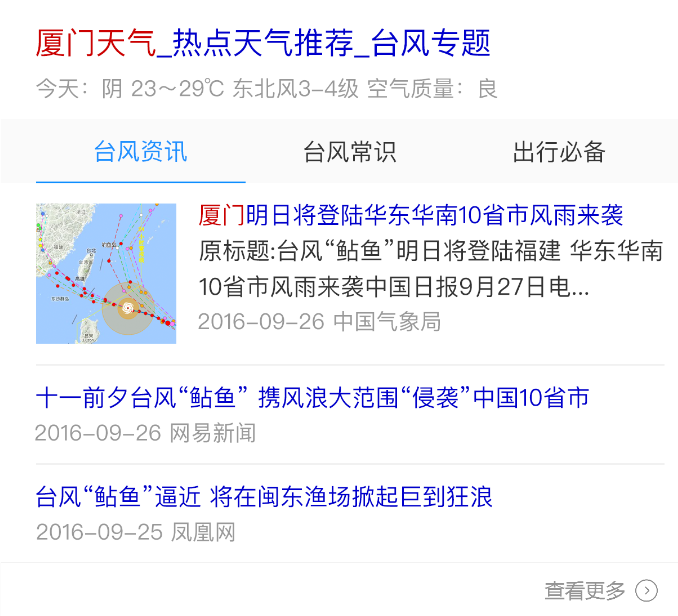 厦门天气_热点天气推荐_台风专题
今天：阴 23～29℃ 东北风3-4级 空气质量：良
台风资讯 台风常识 出行必备
厦门明日将登陆华东华南10省市风雨来袭
原标题:台风“鲇鱼”明日将登陆福建 华东华南
10省市风雨来袭中国日报9月27日电...
2016-09-26 中国气象局
十一前夕台风“鲇鱼” 携风浪大范围“侵袭”中国10省市
2016-09-26 网易新闻
台风“鲇鱼”逼近 将在闽东渔场掀起巨到狂浪
2016-09-25 凤凰网
查看更多